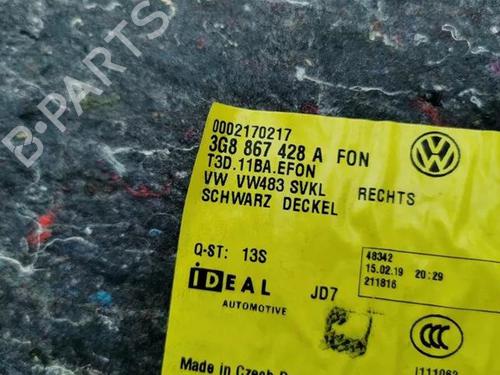 B-PARTS
0002170217
3G8 867 428 A FON
T3D.11BA.EFON
VW VW483 SVKL RECHTS
SCHWARZ DECKEL
Q-ST: 13S
48342
15.02.19 20:29
211816
iDEAL JD7
AUTOMOTIVE
CCC
Made in Czech